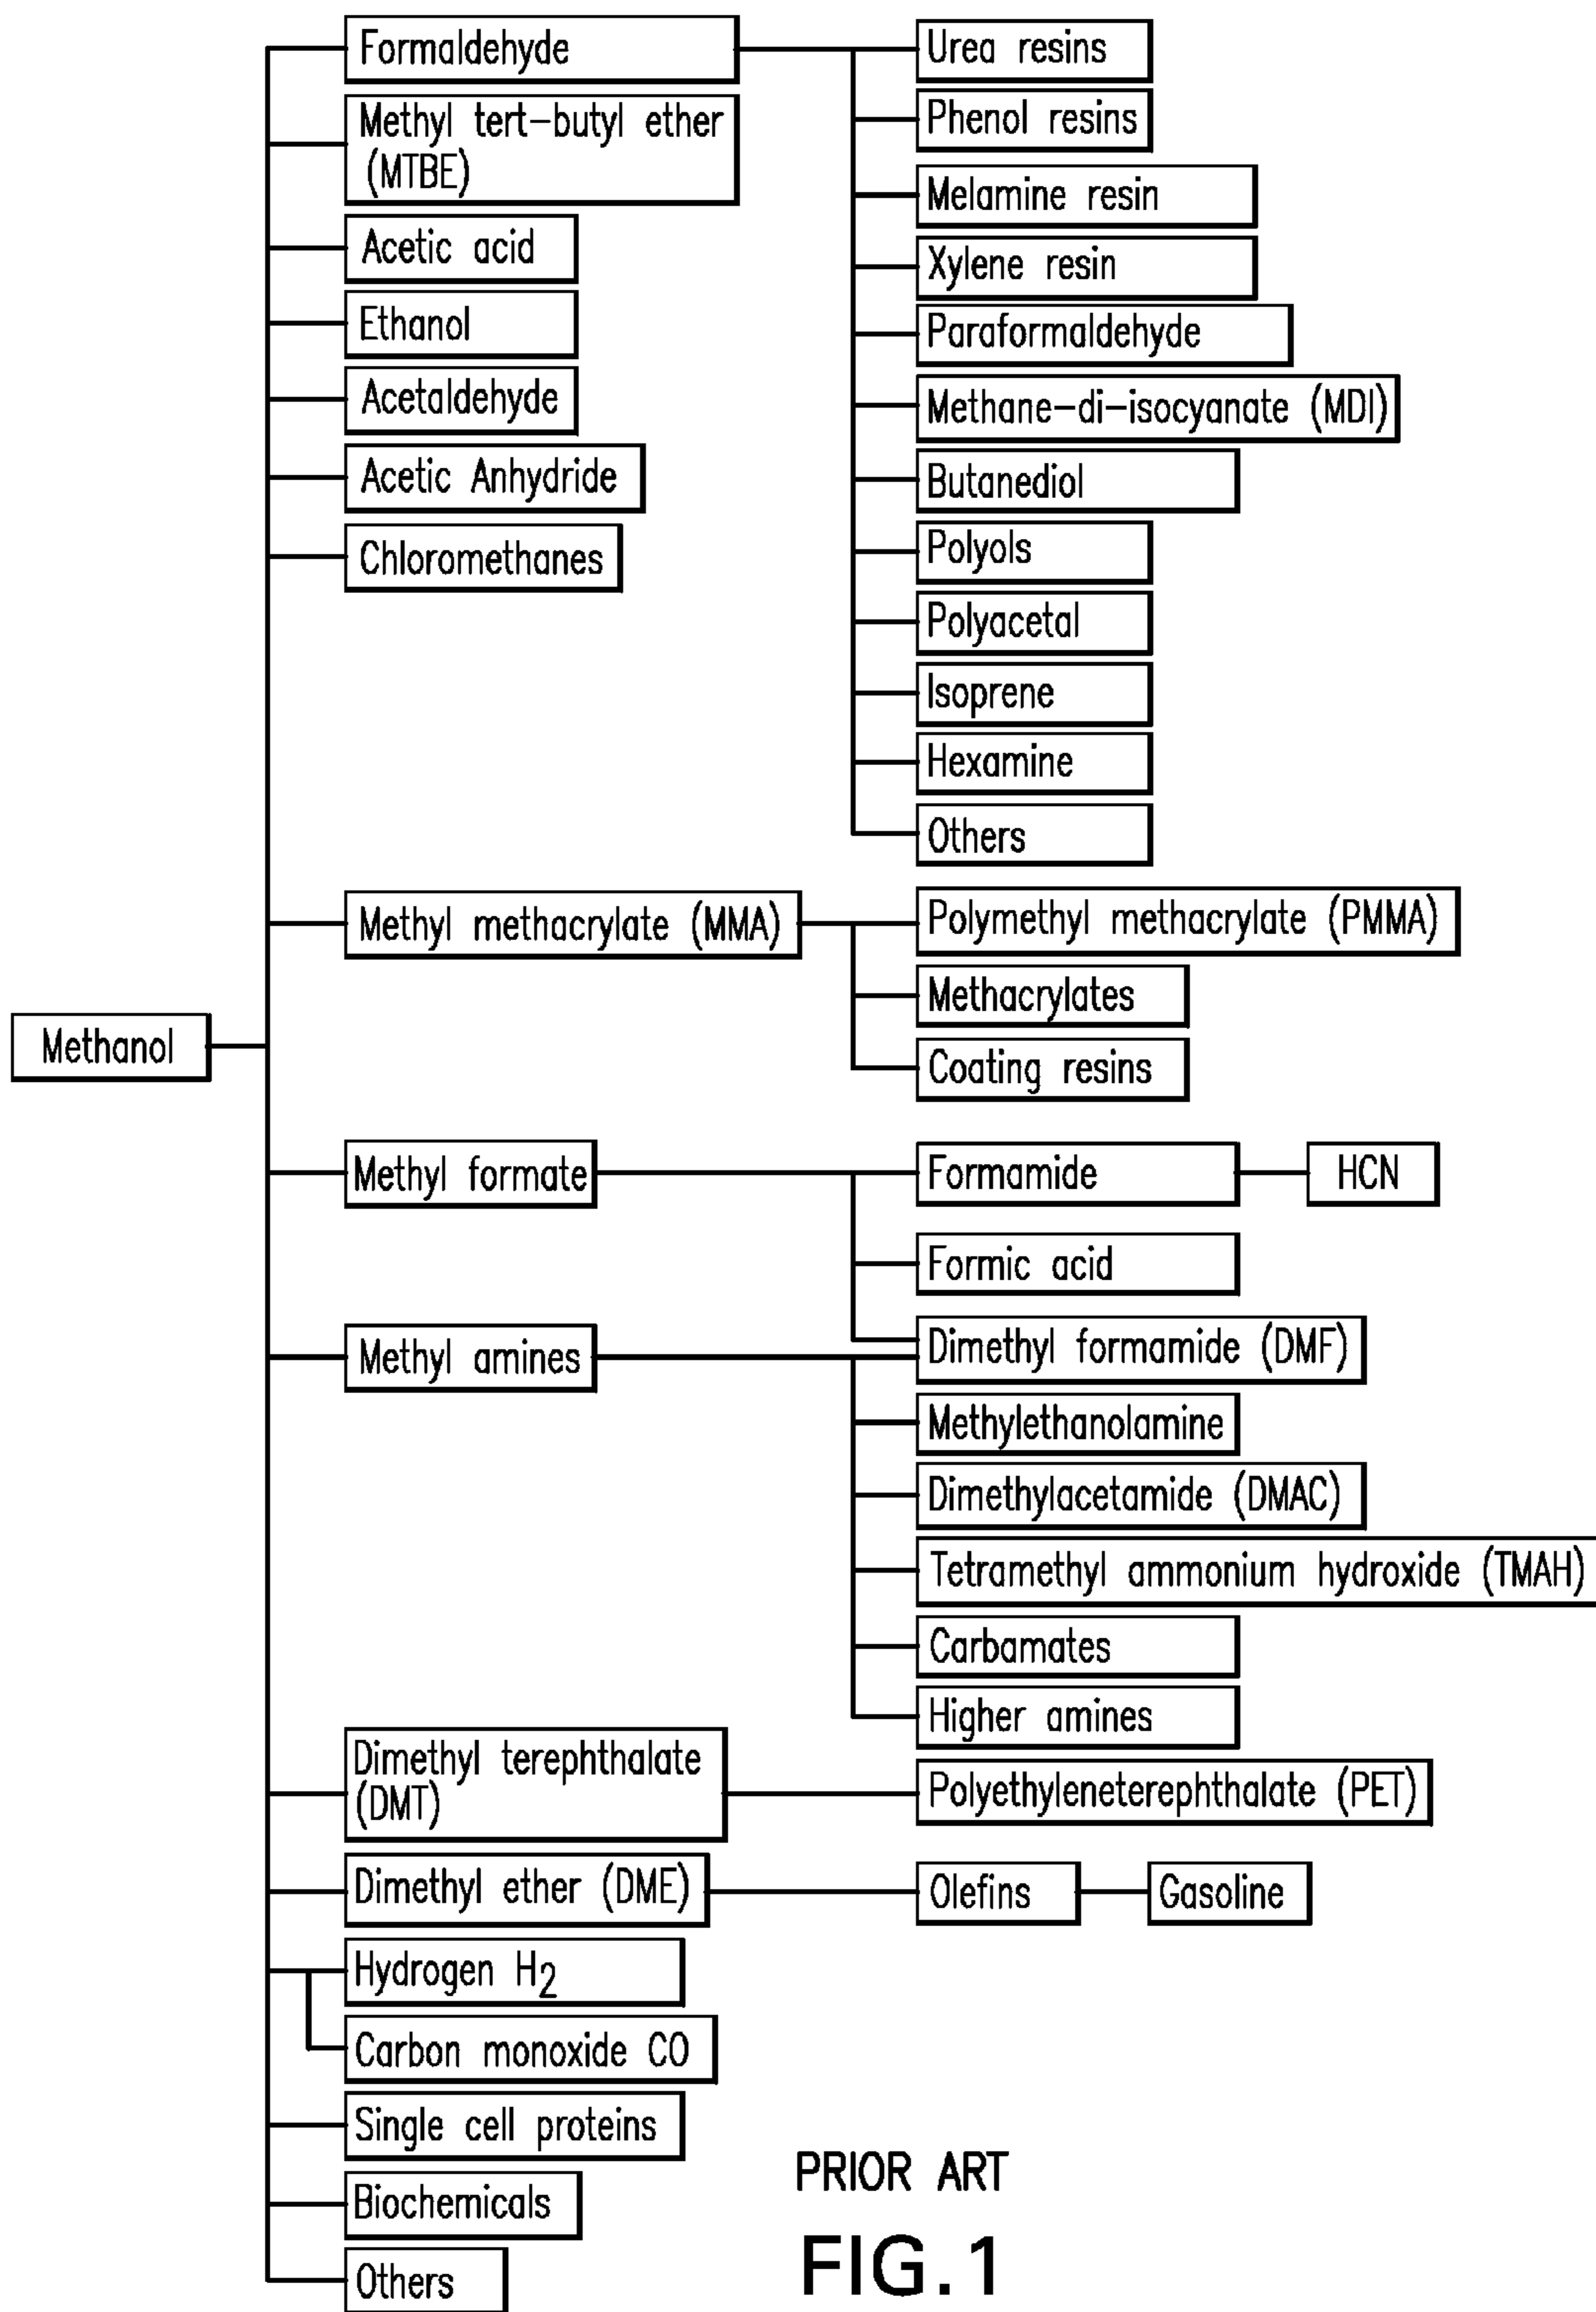 Methanol
Formaldehyde
Methyl tert-butyl ether
(MTBE)
Acetic acid
Ethanol
Acetaldehyde
Acetic Anhydride
Chloromethanes
Urea resins
Phenol resins
Melamine resin
Xylene resin
Paraformaldehyde
Methane-di-isocyanate (MDI)
Butanediol
Polyols
Polyacetal
Isoprene
Hexamine
Others
Methyl methacrylate (MMA)
Polymethyl methacrylate (PMMA)
Methacrylates
Coating resins
Methyl formate
Formamide
HCN
Formic acid
Methyl amines
Dimethyl formamide (DMF)
Methylethanolamine
Dimethylacetamide (DMAC)
Tetramethyl ammonium hydroxide (TMAH)
Carbamates
Higher amines
Dimethyl terephthalate
(DMT)
Polyethyleneterephthalate (PET)
Dimethyl ether (DME)
Olefins
Gasoline
Hydrogen H2
Carbon monoxide CO
Single cell proteins
Biochemicals
Others
PRIOR ART
FIG.1